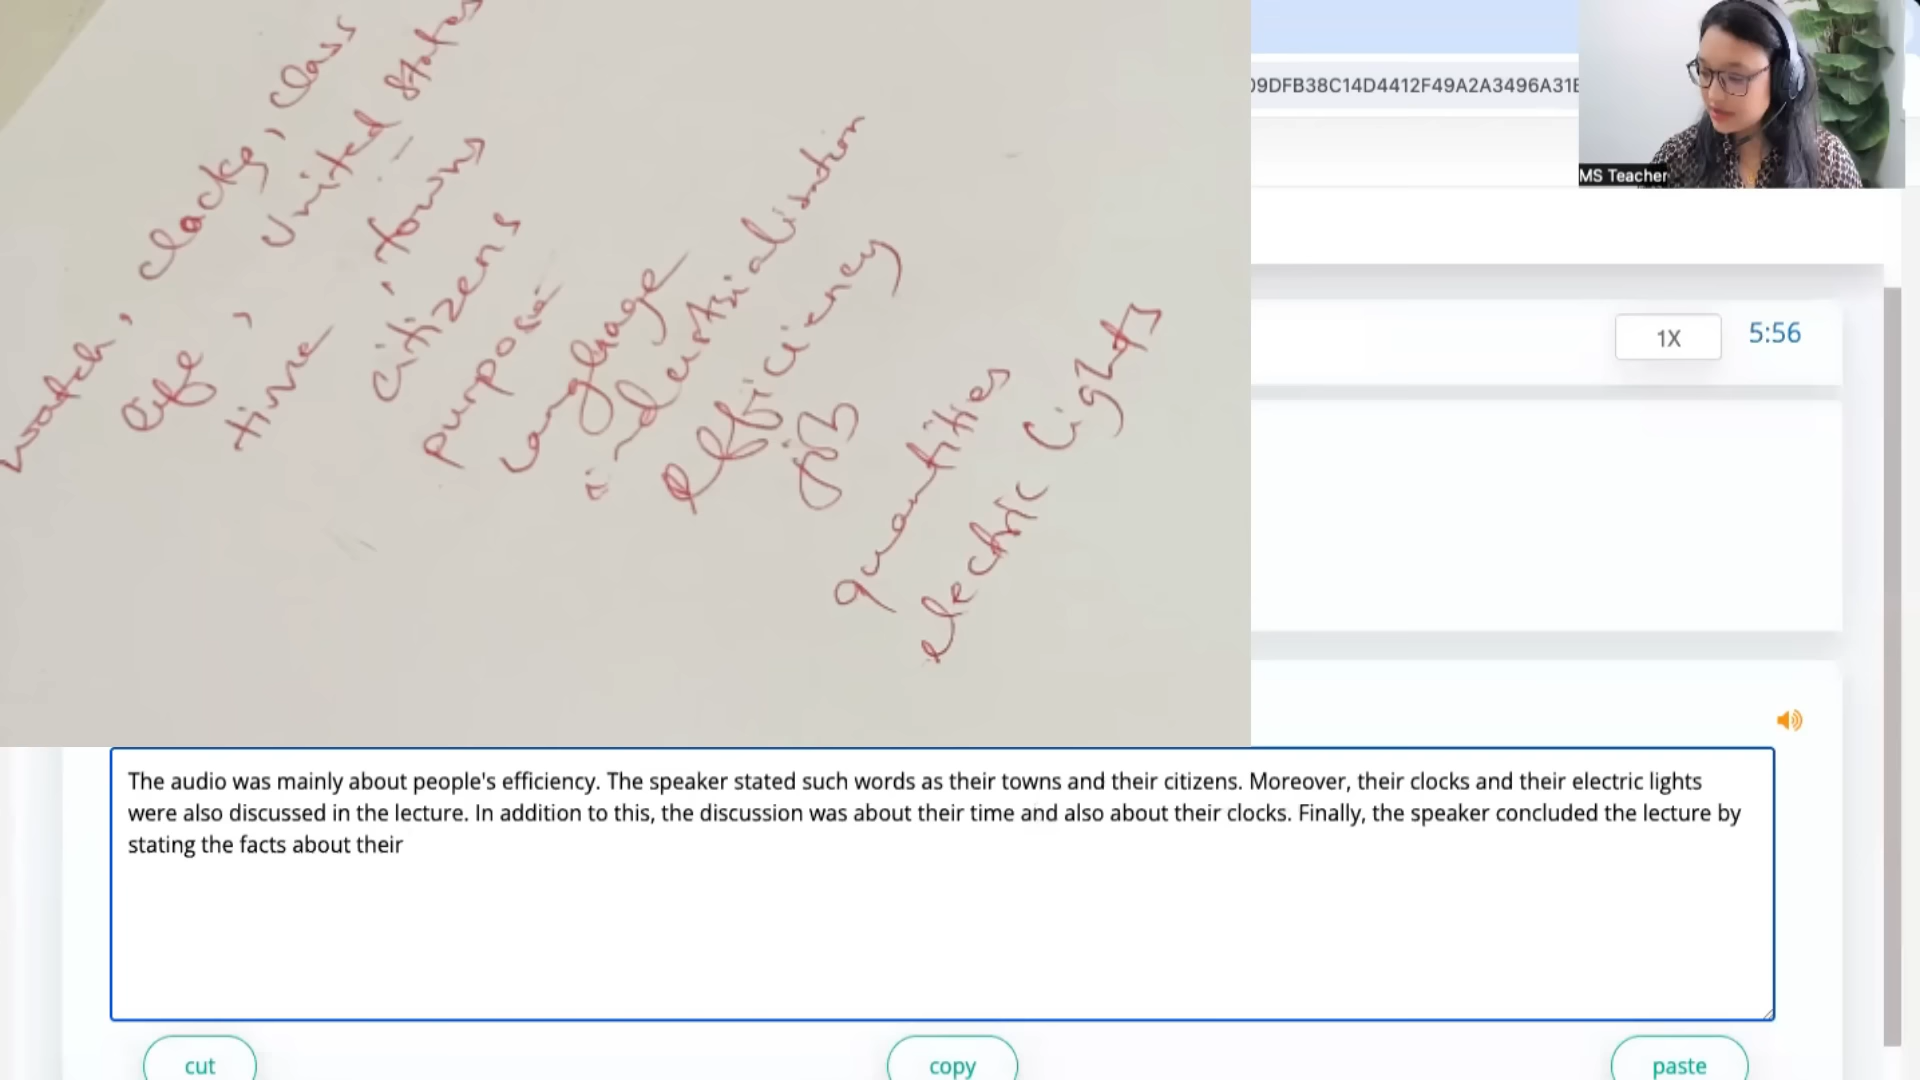 watch, clocks, class
life, United States
time, towns
citizens
purpose
language
industrialisation
efficiency
job
quantities
electric lights
MS Teacher
1X
5:56
The audio was mainly about people's efficiency. The speaker stated such words as their towns and their citizens. Moreover, their clocks and their electric lights
were also discussed in the lecture. In addition to this, the discussion was about their time and also about their clocks. Finally, the speaker concluded the lecture by
stating the facts about their
cut
copy
paste